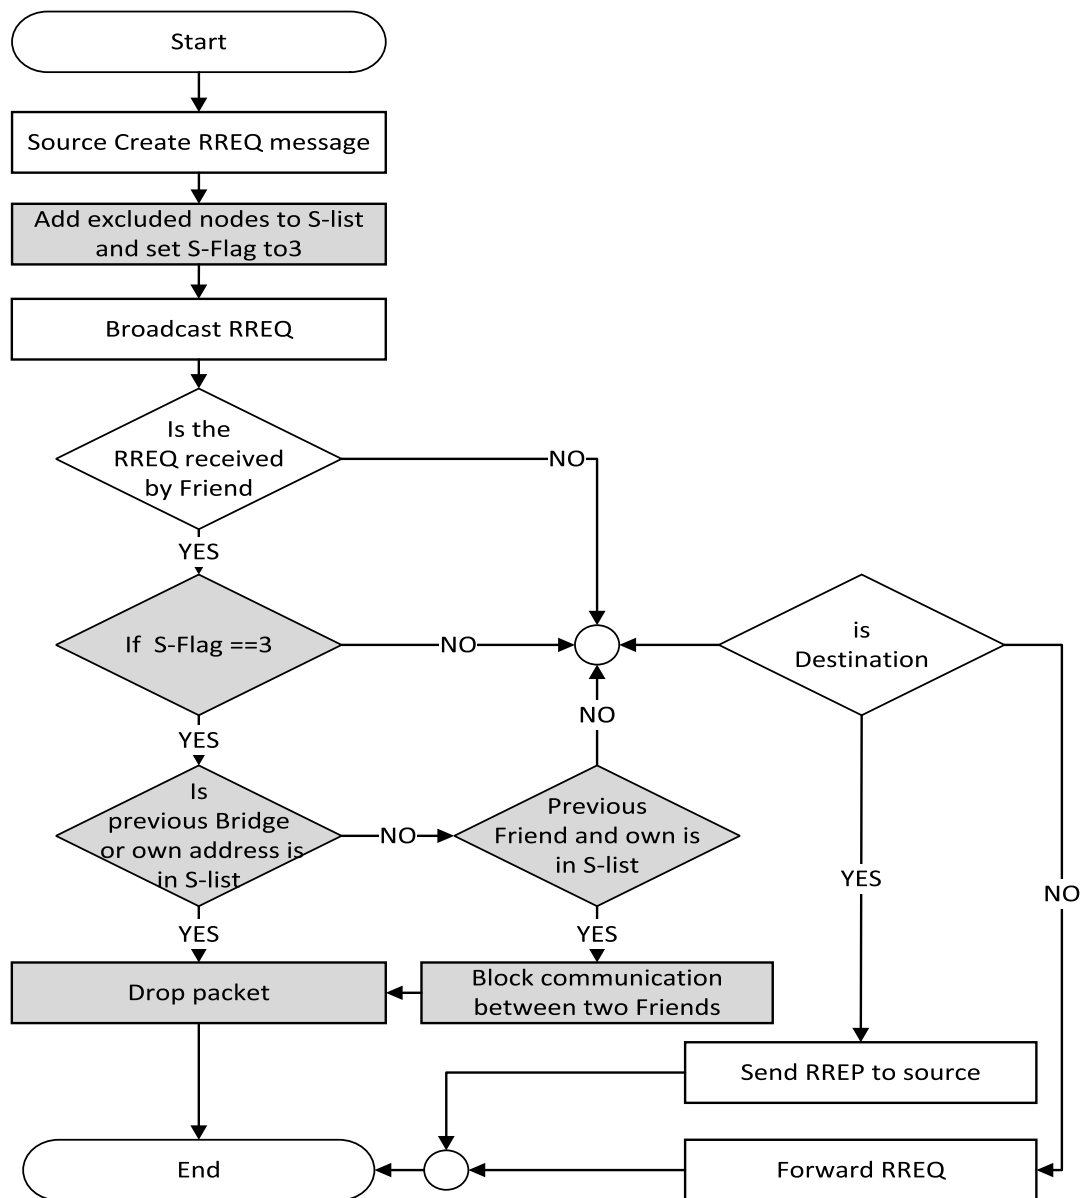 Start
Source Create RREQ message
Add excluded nodes to S-list
and set S-Flag to3
Broadcast RREQ
Is the
RREQ received
by Friend
NO
YES
If S-Flag ==3
NO
is
Destination
NO
YES
Is
previous Bridge
or own address is
in S-list
NO
Previous
Friend and own is
in S-list
YES
NO
YES
YES
Drop packet
Block communication
between two Friends
Send RREP to source
End
Forward RREQ